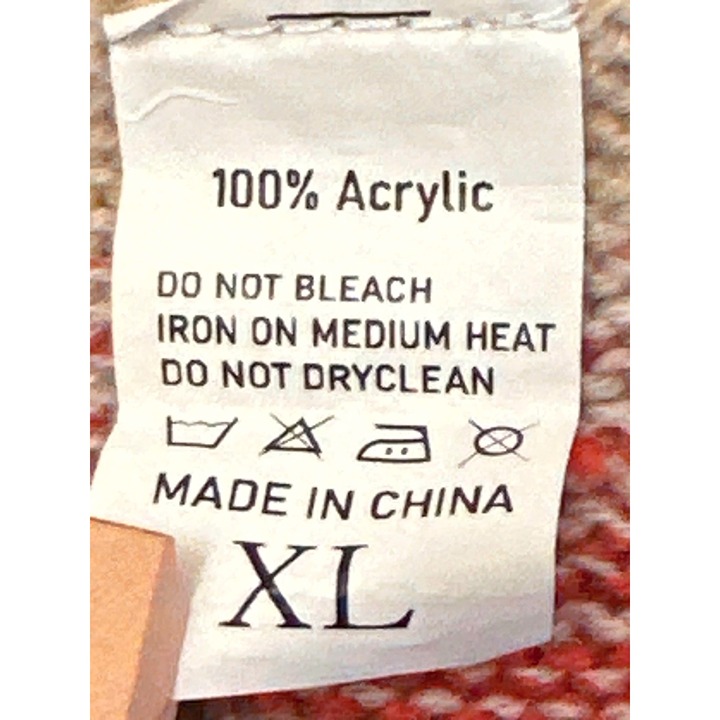 100% Acrylic
DO NOT BLEACH
IRON ON MEDIUM HEAT
DO NOT DRYCLEAN
MADE IN CHINA
XL